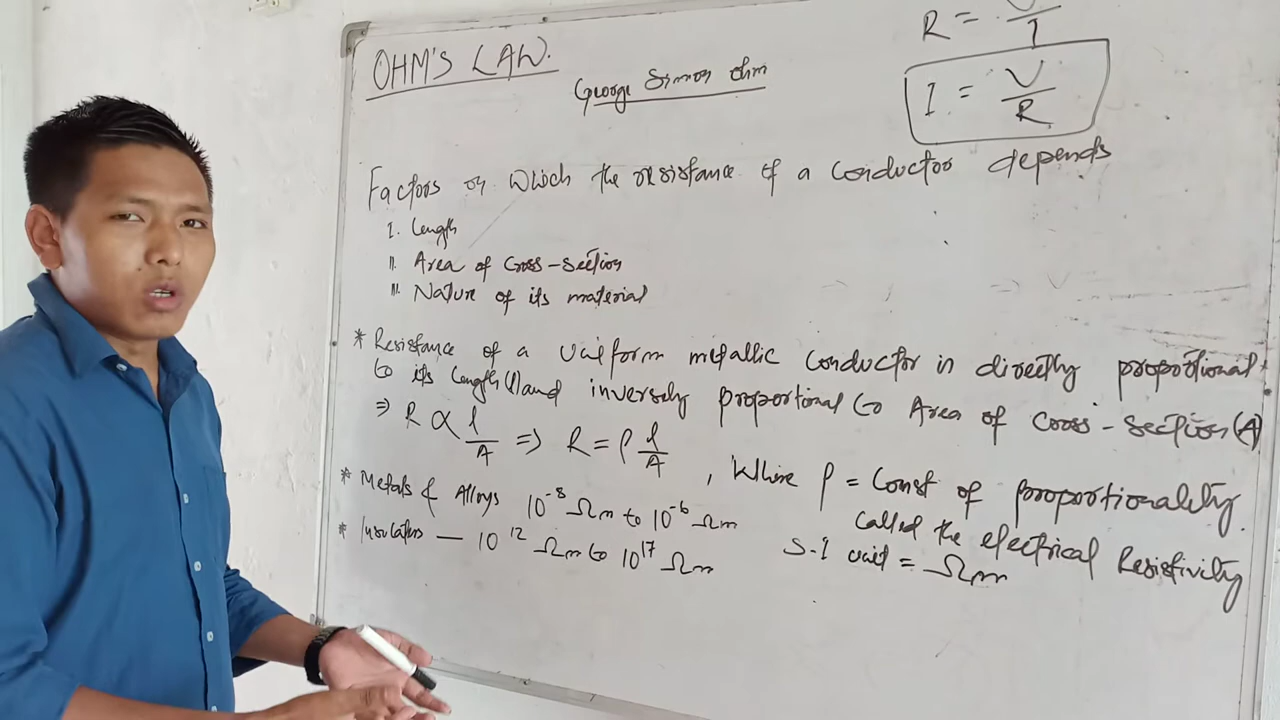 OHM'S LAW.
George Simon Ohm
R = V/I
I = V/R
Factors on which the resistance of a conductor depends
I. Length
II. Area of Cross-Section
III. Nature of its material
* Resistance of a Uniform metallic Conductor is directly proportional
to its length (l) and inversely proportional to Area of Cross-Section (A)
⇒ R ∝ l/A ⇒ R = ρ l/A , Where ρ = Const of proportionality.
called the electrical Resistivity
S.I unit = Ωm
* Metals & Alloys 10⁻⁸ Ωm to 10⁻⁶ Ωm
* Insulators — 10¹² Ωm to 10¹⁷ Ωm